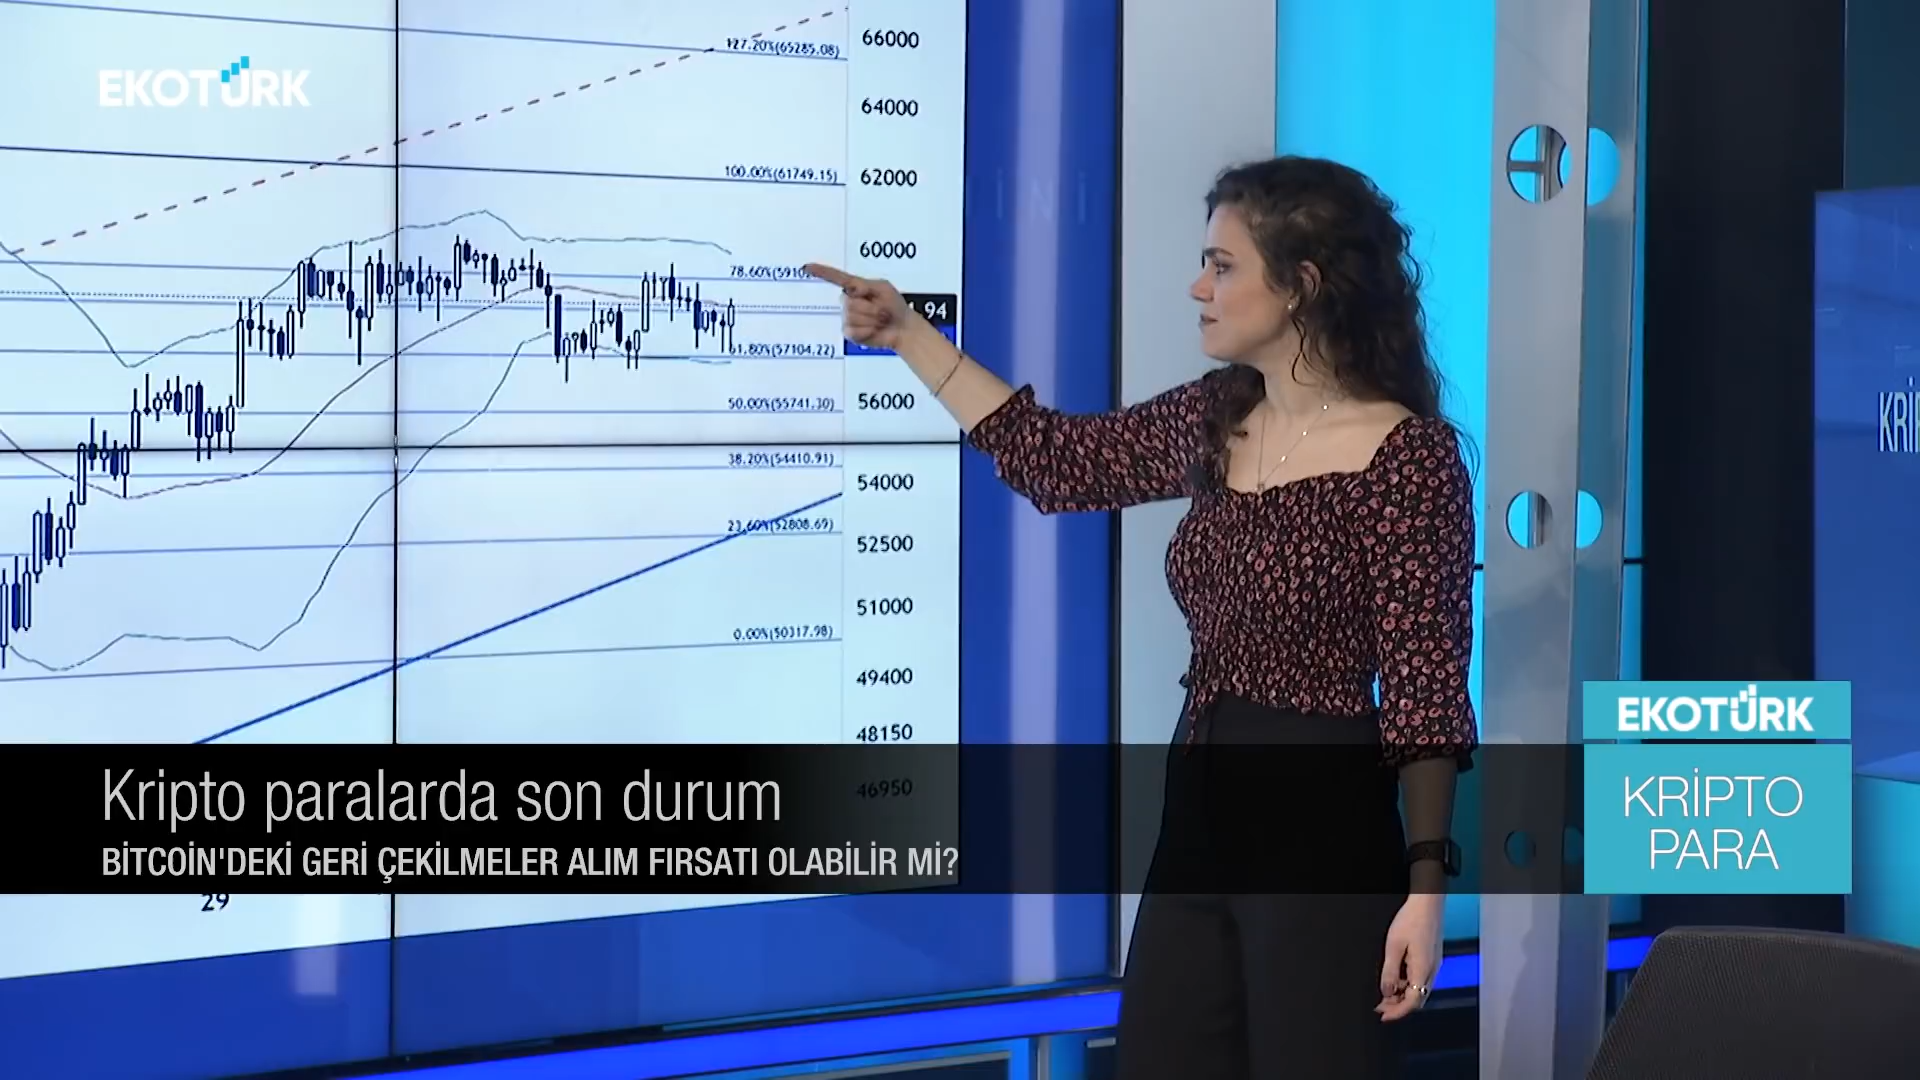 EKOTÜRK
127.20%(65285.08)
66000
64000
100.00%(61749.15)
62000
60000
78.60%(5910
.94
61.80%(57104.22)
50.00%(55741.30)
56000
38.20%(54410.91)
54000
23.60%(52808.69)
52500
51000
0.00%(50317.98)
49400
48150
46950
29
İNİ
KRİP
EKOTÜRK
KRİPTO
PARA
Kripto paralarda son durum
BİTCOİN'DEKİ GERİ ÇEKİLMELER ALIM FIRSATI OLABİLİR Mİ?